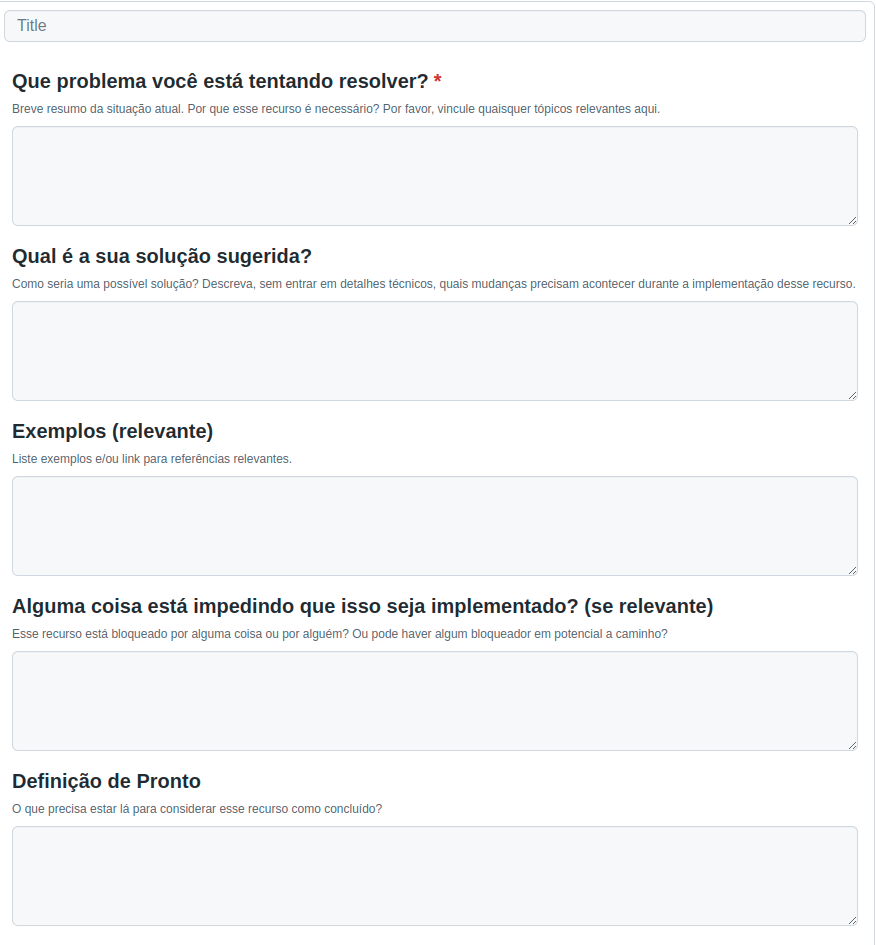 Title
Que problema você está tentando resolver? *
Breve resumo da situação atual. Por que esse recurso é necessário? Por favor, vincule quaisquer tópicos relevantes aqui.
Qual é a sua solução sugerida?
Como seria uma possível solução? Descreva, sem entrar em detalhes técnicos, quais mudanças precisam acontecer durante a implementação desse recurso.
Exemplos (relevante)
Liste exemplos e/ou link para referências relevantes.
Alguma coisa está impedindo que isso seja implementado? (se relevante)
Esse recurso está bloqueado por alguma coisa ou por alguém? Ou pode haver algum bloqueador em potencial a caminho?
Definição de Pronto
O que precisa estar lá para considerar esse recurso como concluído?